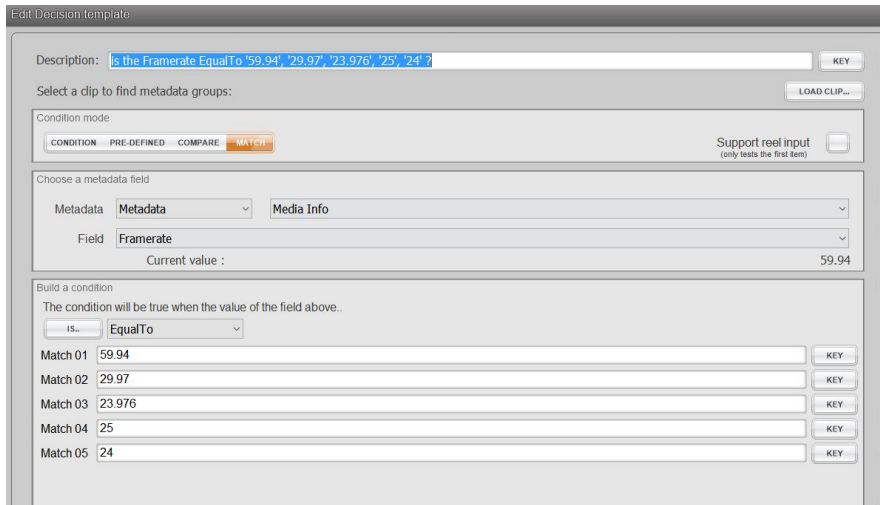 Edit Decision template
Description: Is the Framerate EqualTo '59.94', '29.97', '23.976', '25', '24' ? KEY
Select a clip to find metadata groups: LOAD CLIP...
Condition mode
CONDITION PRE-DEFINED COMPARE MATCH Support reel input
(only tests the first item)
Choose a metadata field
Metadata Metadata Media Info
Field Framerate
Current value : 59.94
Build a condition
The condition will be true when the value of the field above..
IS.. EqualTo
Match 01 59.94 KEY
Match 02 29.97 KEY
Match 03 23.976 KEY
Match 04 25 KEY
Match 05 24 KEY